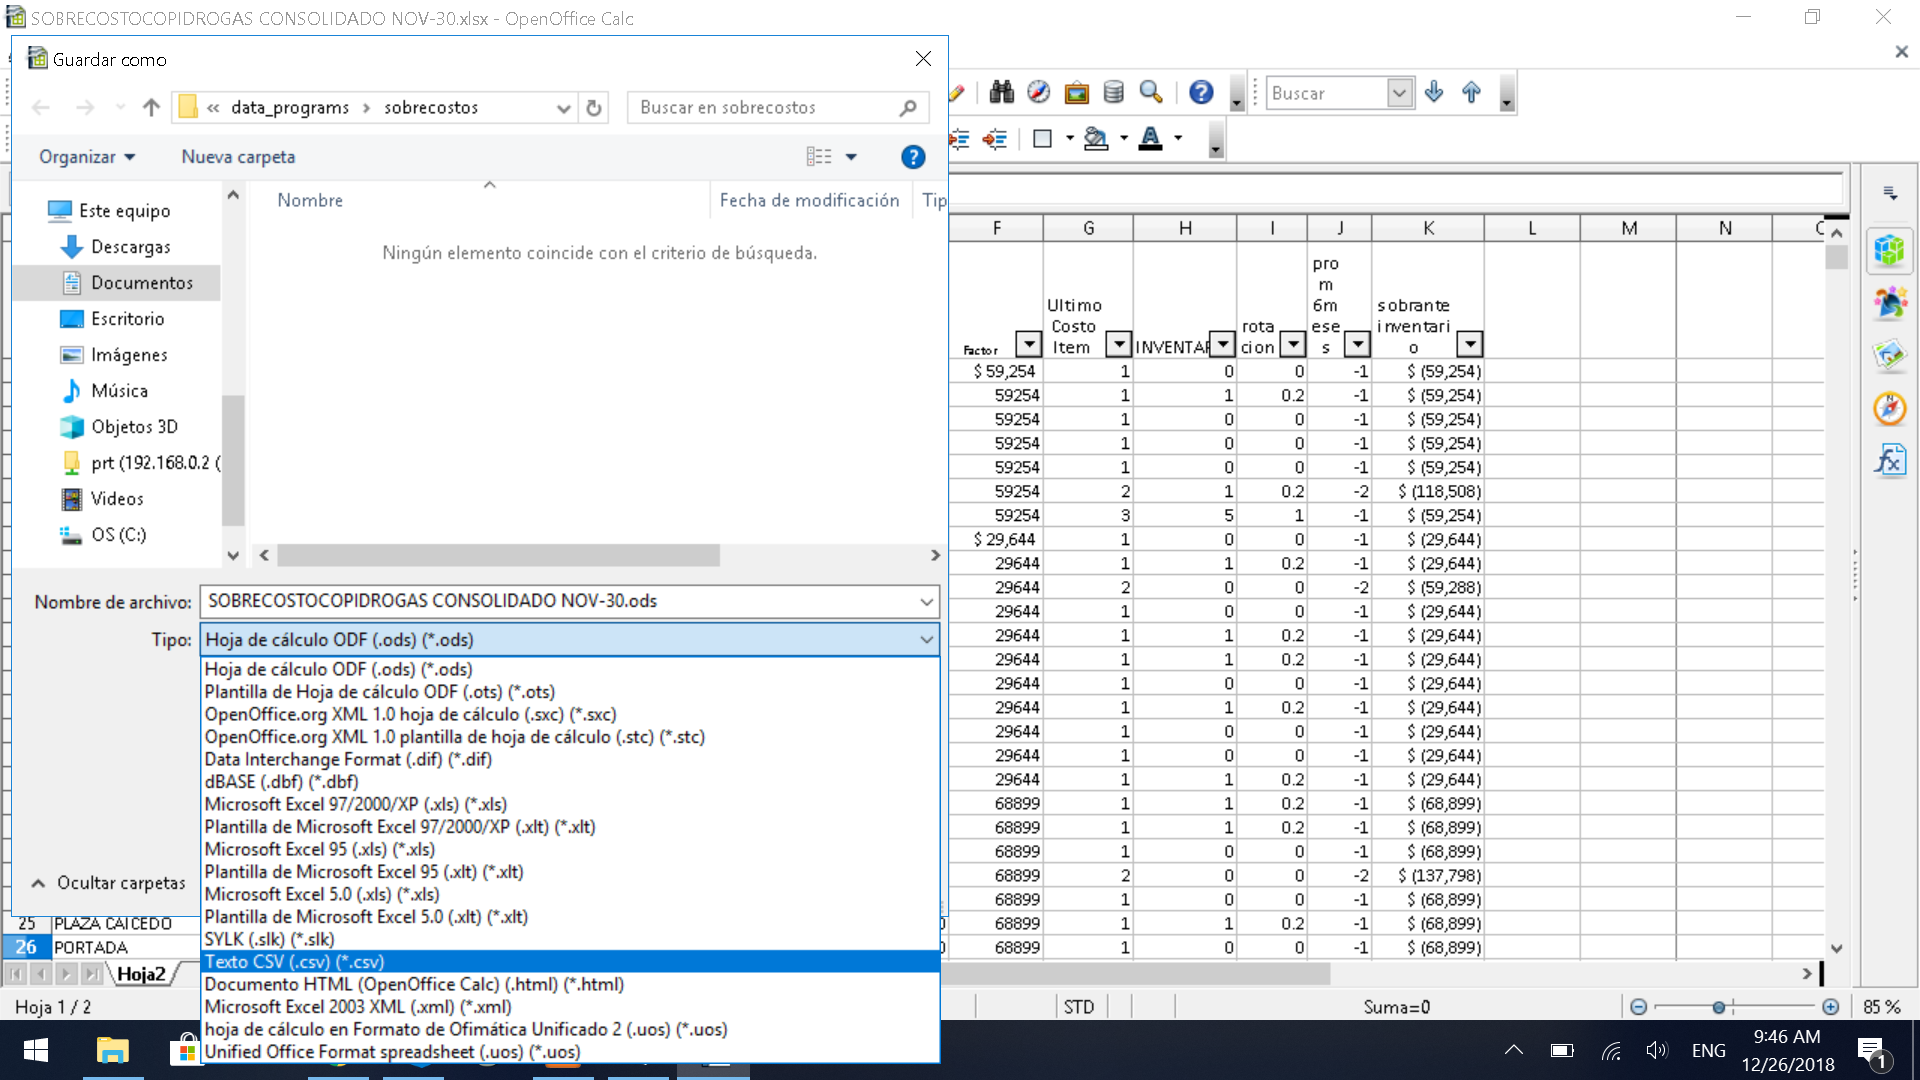 SOBRECOSTOCOPIDROGAS CONSOLIDADO NOV-30.xlsx - OpenOffice Calc
Guardar como
« data_programs › sobrecostos
Buscar en sobrecostos
Buscar
Organizar
Nueva carpeta
Este equipo
Descargas
Documentos
Escritorio
Imágenes
Música
Objetos 3D
prt (192.168.0.2 (
Videos
OS (C:)
Nombre
Fecha de modificación
Tip
Ningún elemento coincide con el criterio de búsqueda.
Nombre de archivo: SOBRECOSTOCOPIDROGAS CONSOLIDADO NOV-30.ods
Tipo: Hoja de cálculo ODF (.ods) (*.ods)
Hoja de cálculo ODF (.ods) (*.ods)
Plantilla de Hoja de cálculo ODF (.ots) (*.ots)
OpenOffice.org XML 1.0 hoja de cálculo (.sxc) (*.sxc)
OpenOffice.org XML 1.0 plantilla de hoja de cálculo (.stc) (*.stc)
Data Interchange Format (.dif) (*.dif)
dBASE (.dbf) (*.dbf)
Microsoft Excel 97/2000/XP (.xls) (*.xls)
Plantilla de Microsoft Excel 97/2000/XP (.xlt) (*.xlt)
Microsoft Excel 95 (.xls) (*.xls)
Plantilla de Microsoft Excel 95 (.xlt) (*.xlt)
Microsoft Excel 5.0 (.xls) (*.xls)
Plantilla de Microsoft Excel 5.0 (.xlt) (*.xlt)
SYLK (.slk) (*.slk)
Texto CSV (.csv) (*.csv)
Documento HTML (OpenOffice Calc) (.html) (*.html)
Microsoft Excel 2003 XML (.xml) (*.xml)
hoja de cálculo en Formato de Ofimática Unificado 2 (.uos) (*.uos)
Unified Office Format spreadsheet (.uos) (*.uos)
Ocultar carpetas
25 PLAZA CAICEDO
26 PORTADA
Hoja2
Hoja 1 / 2
F G H I J K L M N
Factor
Ultimo
Costo
Item
INVENTAR
rota
cion
pro
m
6m
ese
s
sobrante
inventari
o
$ 59,254 1 0 0 -1 $ (59,254)
59254 1 1 0.2 -1 $ (59,254)
59254 1 0 0 -1 $ (59,254)
59254 1 0 0 -1 $ (59,254)
59254 1 0 0 -1 $ (59,254)
59254 2 1 0.2 -2 $ (118,508)
59254 3 5 1 -1 $ (59,254)
$ 29,644 1 0 0 -1 $ (29,644)
29644 1 1 0.2 -1 $ (29,644)
29644 2 0 0 -2 $ (59,288)
29644 1 0 0 -1 $ (29,644)
29644 1 1 0.2 -1 $ (29,644)
29644 1 1 0.2 -1 $ (29,644)
29644 1 0 0 -1 $ (29,644)
29644 1 1 0.2 -1 $ (29,644)
29644 1 0 0 -1 $ (29,644)
29644 1 0 0 -1 $ (29,644)
29644 1 1 0.2 -1 $ (29,644)
68899 1 1 0.2 -1 $ (68,899)
68899 1 1 0.2 -1 $ (68,899)
68899 1 0 0 -1 $ (68,899)
68899 2 0 0 -2 $ (137,798)
68899 1 0 0 -1 $ (68,899)
68899 1 1 0.2 -1 $ (68,899)
68899 1 0 0 -1 $ (68,899)
STD
Suma=0
85 %
ENG
9:46 AM
12/26/2018
1